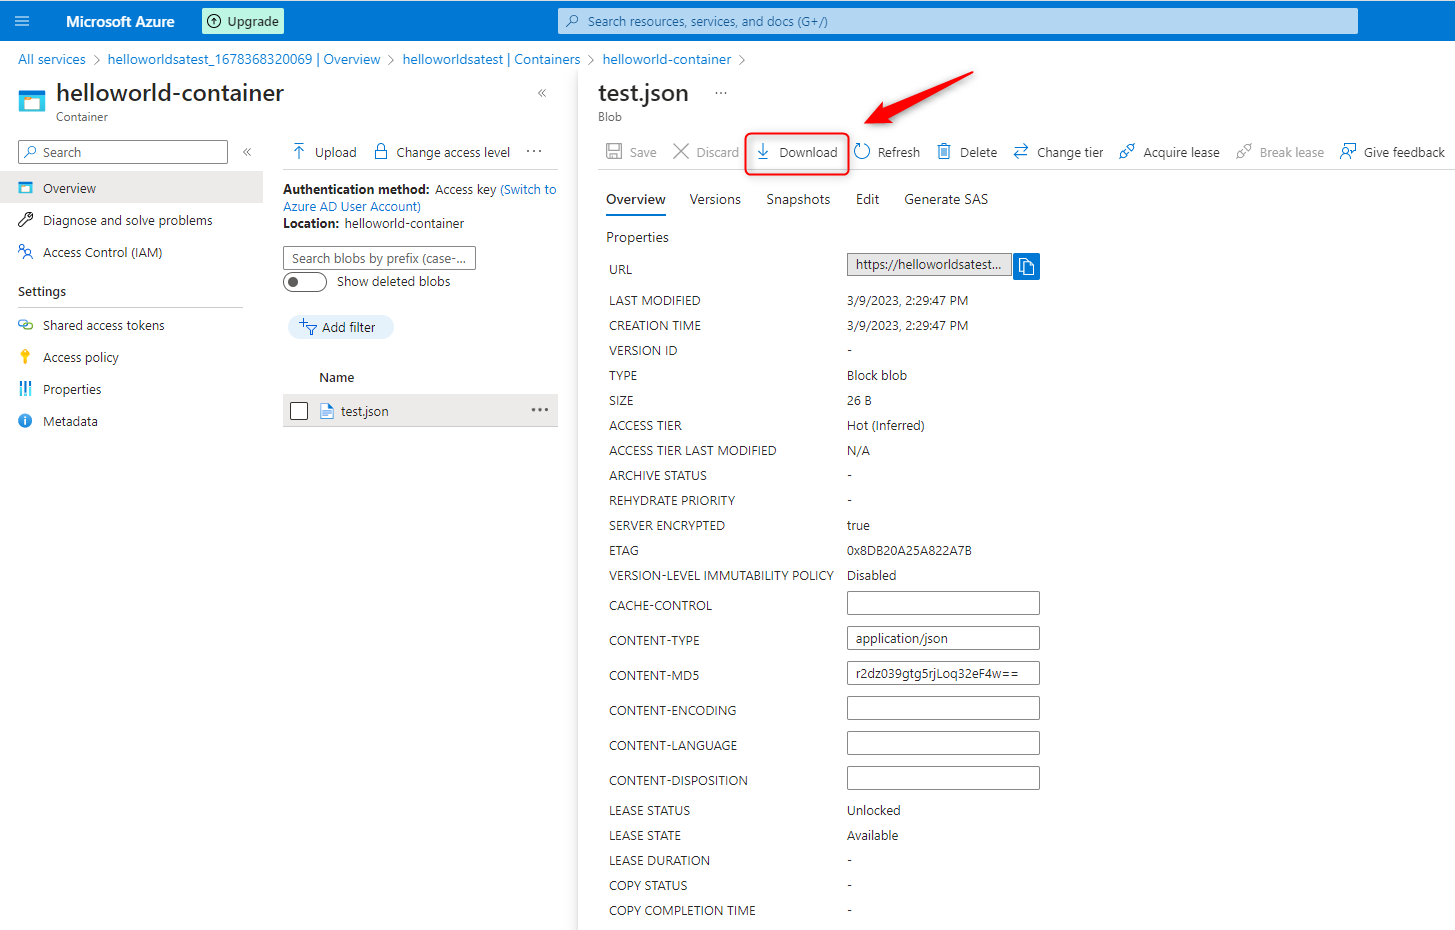 Microsoft Azure
Upgrade
Search resources, services, and docs (G+/)
All services > helloworldsatest_1678368320069 | Overview > helloworldsatest | Containers > helloworld-container >
helloworld-container
Container
Search
Overview
Diagnose and solve problems
Access Control (IAM)
Settings
Shared access tokens
Access policy
Properties
Metadata
Upload
Change access level
Authentication method: Access key (Switch to
Azure AD User Account)
Location: helloworld-container
Search blobs by prefix (case-...
Show deleted blobs
Add filter
Name
test.json
test.json
Blob
Save
Discard
Download
Refresh
Delete
Change tier
Acquire lease
Break lease
Give feedback
Overview
Versions
Snapshots
Edit
Generate SAS
Properties
URL https://helloworldsatest...
LAST MODIFIED 3/9/2023, 2:29:47 PM
CREATION TIME 3/9/2023, 2:29:47 PM
VERSION ID -
TYPE Block blob
SIZE 26 B
ACCESS TIER Hot (Inferred)
ACCESS TIER LAST MODIFIED N/A
ARCHIVE STATUS -
REHYDRATE PRIORITY -
SERVER ENCRYPTED true
ETAG 0x8DB20A25A822A7B
VERSION-LEVEL IMMUTABILITY POLICY Disabled
CACHE-CONTROL
CONTENT-TYPE application/json
CONTENT-MD5 r2dz039gtg5rjLoq32eF4w==
CONTENT-ENCODING
CONTENT-LANGUAGE
CONTENT-DISPOSITION
LEASE STATUS Unlocked
LEASE STATE Available
LEASE DURATION -
COPY STATUS -
COPY COMPLETION TIME -